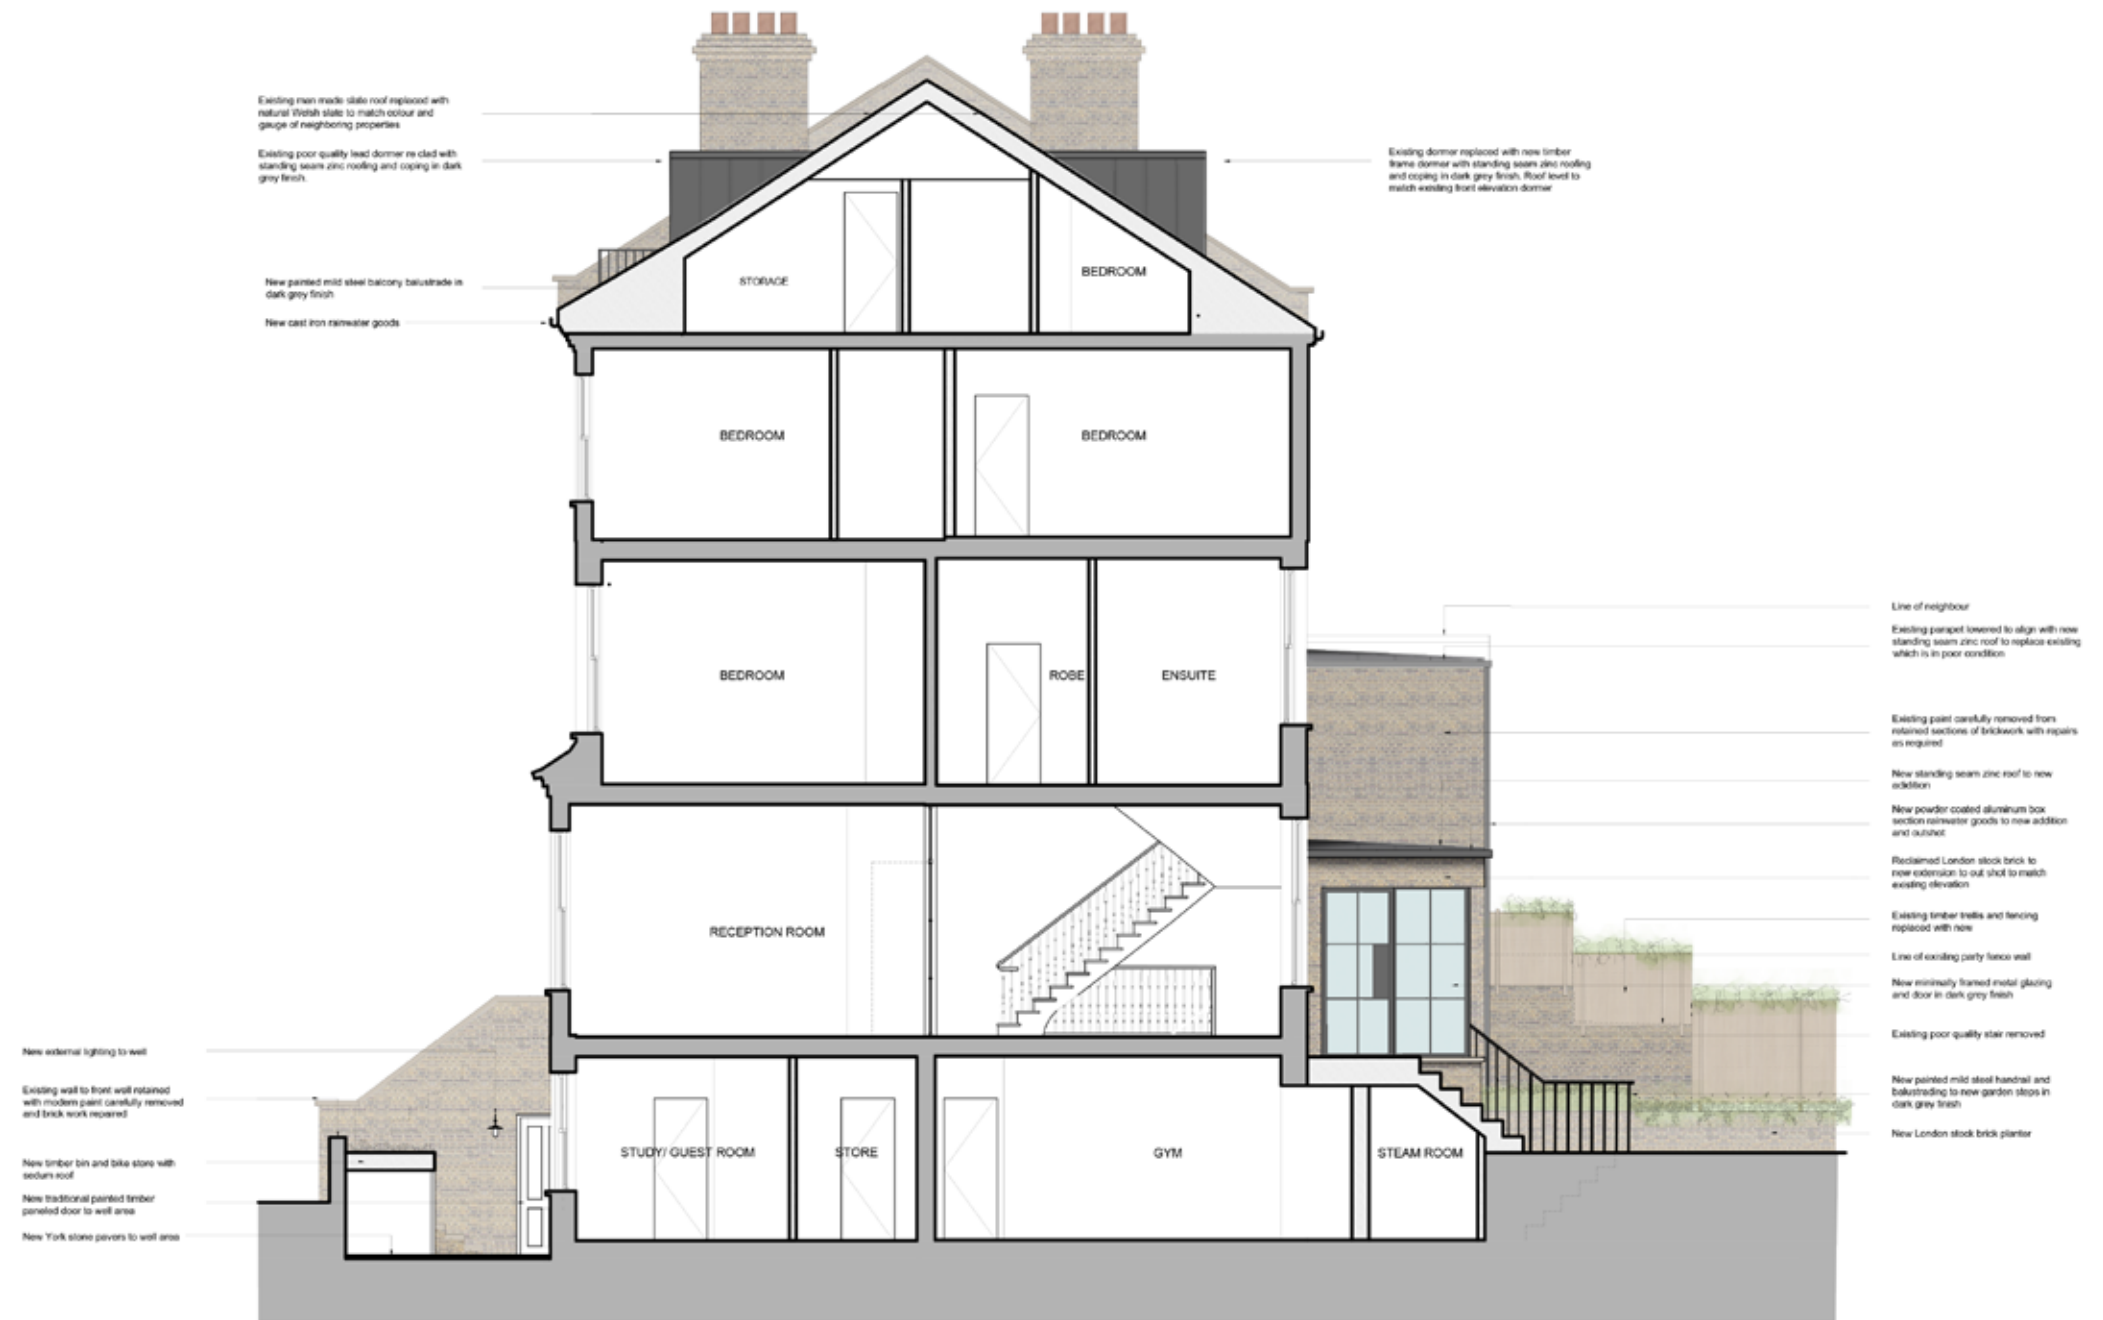 Existing man made slate roof replaced with
natural Welsh slate to match colour and
gauge of neighboring properties
Existing poor quality lead dormer re clad with
standing seam zinc roofing and coping in dark
grey finish.
New painted mild steel balcony balustrade in
dark grey finish
New cast iron rainwater goods
Existing dormer replaced with new timber
frame dormer with standing seam zinc roofing
and coping in dark grey finish. Roof level to
match existing front elevation dormer
STORAGE
BEDROOM
BEDROOM
BEDROOM
BEDROOM
ROBE
ENSUITE
RECEPTION ROOM
STUDY/ GUEST ROOM
STORE
GYM
STEAM ROOM
New external lighting to well
Existing wall to front well retained
with modern paint carefully removed
and brick work repaired
New timber bin and bike store with
sedum roof
New traditional painted timber
paneled door to well area
New York stone pavers to well area
Line of neighbour
Existing parapet lowered to align with new
standing seam zinc roof to replace existing
which is in poor condition
Existing paint carefully removed from
retained sections of brickwork with repairs
as required
New standing seam zinc roof to new
adidtion
New powder coated aluminum box
section rainwater goods to new addition
and outshot
Reclaimed London stock brick to
new extension to out shot to match
existing elevation
Existing timber trellis and fencing
replaced with new
Line of existing party fence wall
New minimally framed metal glazing
and door in dark grey finish
Existing poor quality stair removed
New painted mild steel handrail and
balustrading to new garden steps in
dark grey finish
New London stock brick planter